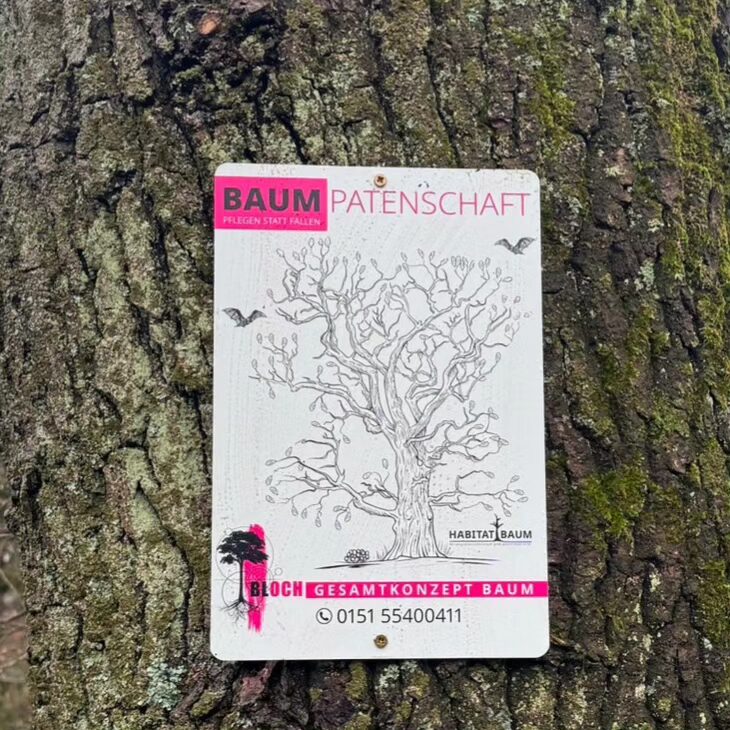 BAUM PATENSCHAFT
PFLEGEN STATT FÄLLEN
HABITAT BAUM
BLOCH GESAMTKONZEPT BAUM
0151 55400411